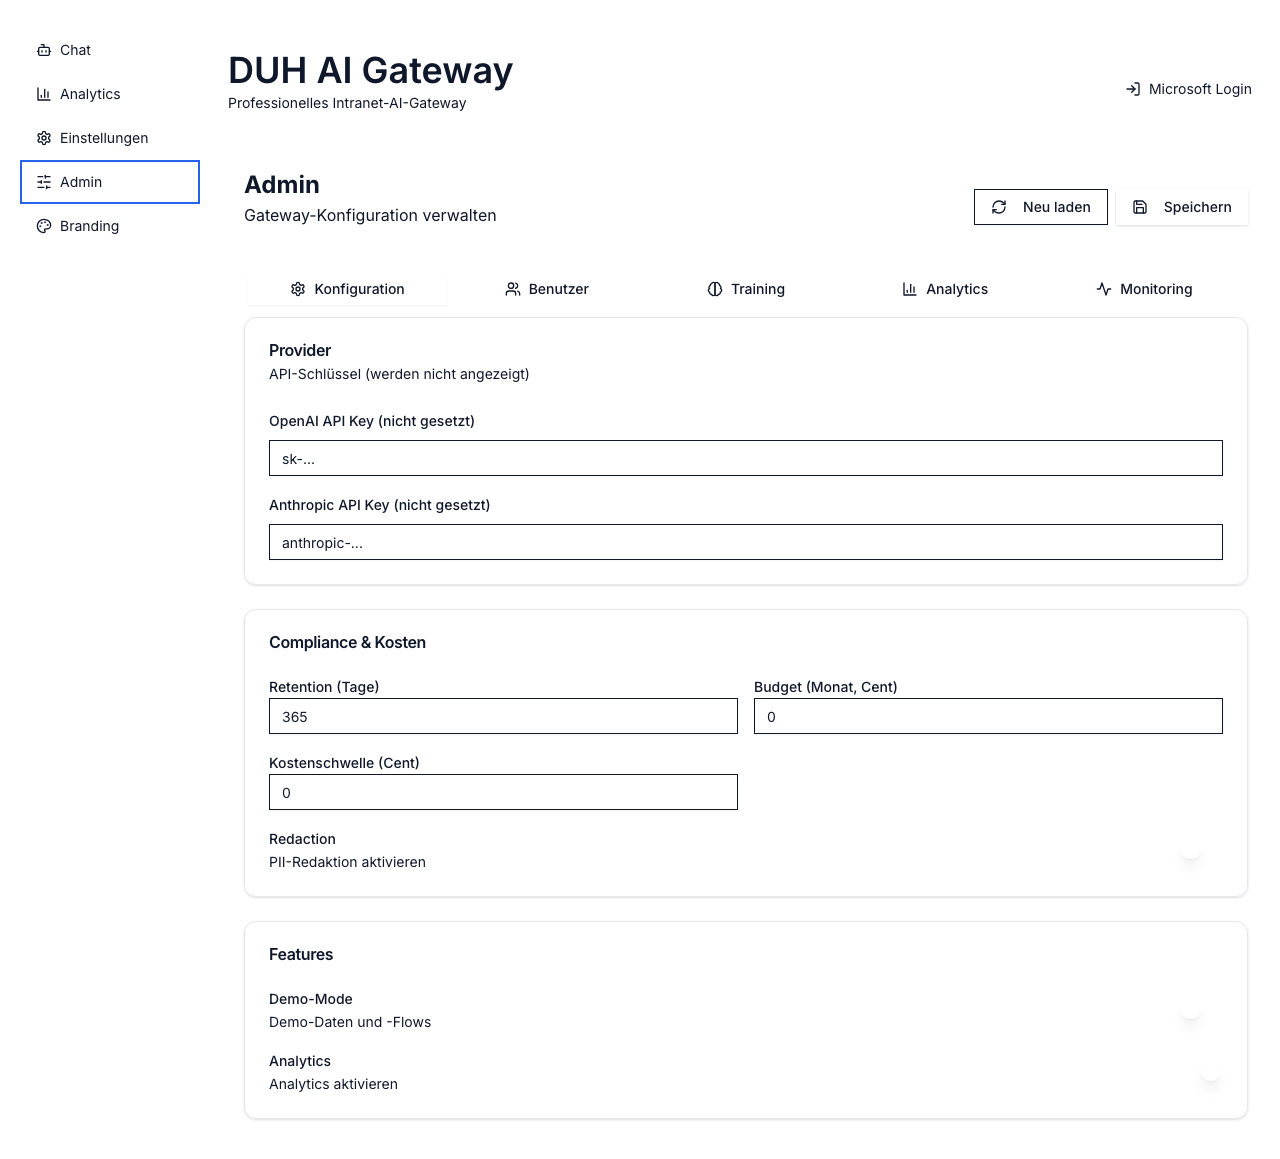 Chat
Analytics
Einstellungen
Admin
Branding
DUH AI Gateway
Professionelles Intranet-AI-Gateway
Microsoft Login
Admin
Gateway-Konfiguration verwalten
Neu laden
Speichern
Konfiguration
Benutzer
Training
Analytics
Monitoring
Provider
API-Schlüssel (werden nicht angezeigt)
OpenAI API Key (nicht gesetzt)
sk-...
Anthropic API Key (nicht gesetzt)
anthropic-...
Compliance & Kosten
Retention (Tage)
365
Budget (Monat, Cent)
0
Kostenschwelle (Cent)
0
Redaction
PII-Redaktion aktivieren
Features
Demo-Mode
Demo-Daten und -Flows
Analytics
Analytics aktivieren